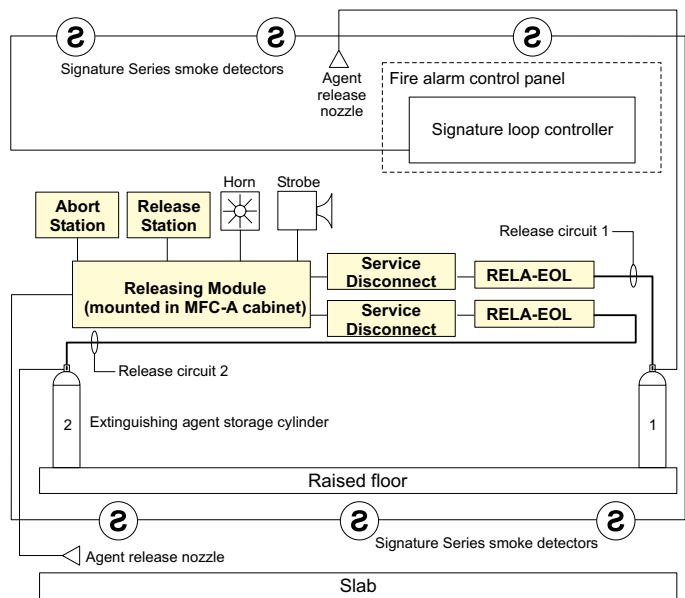 S
S
S
Signature Series smoke detectors
Agent
release
nozzle
Fire alarm control panel
Signature loop controller
Horn
Strobe
Abort
Station
Release
Station
Release circuit 1
Releasing Module
(mounted in MFC-A cabinet)
Service
Disconnect
RELA-EOL
Service
Disconnect
RELA-EOL
Release circuit 2
2
Extinguishing agent storage cylinder
1
Raised floor
S
S
S
Signature Series smoke detectors
Agent release nozzle
Slab